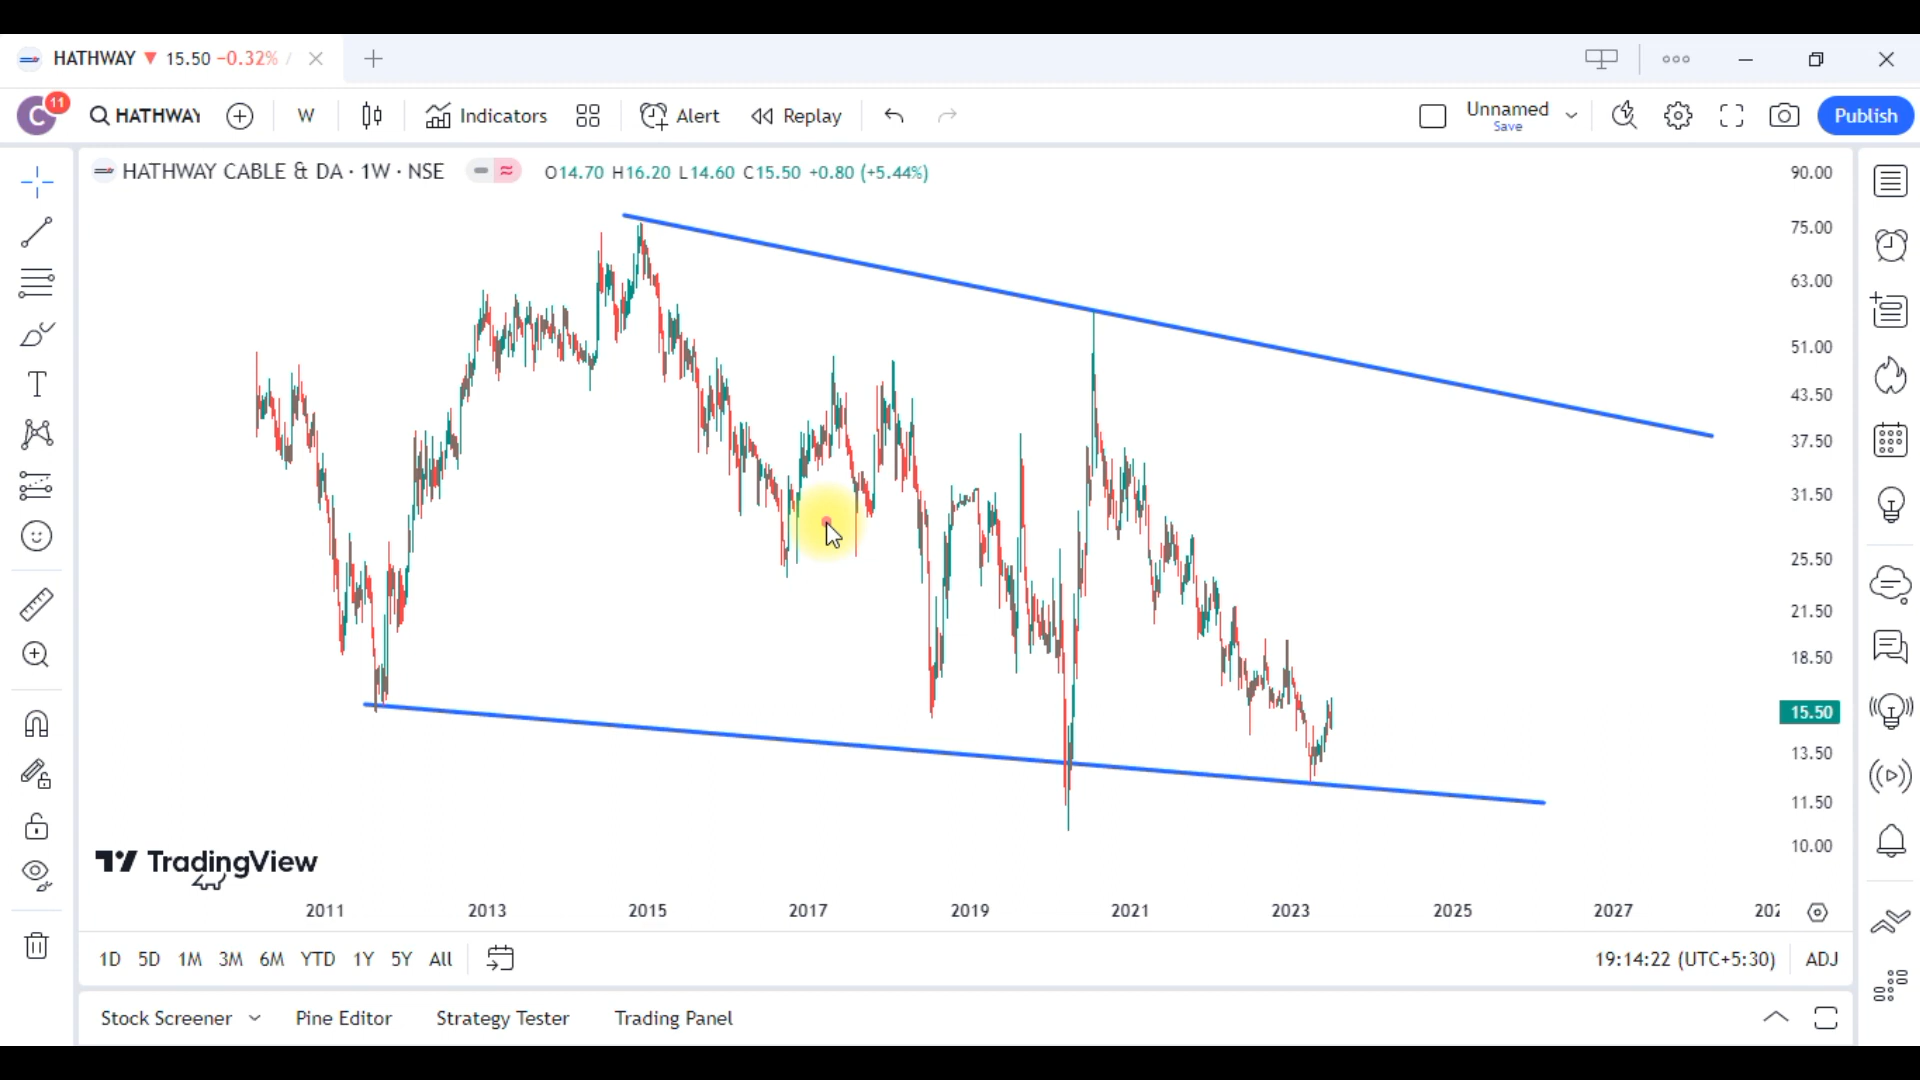 HATHWAY 15.50 −0.32% /
C 11 HATHWAY W Indicators Alert Replay Unnamed Save Publish
HATHWAY CABLE & DA · 1W · NSE O14.70 H16.20 L14.60 C15.50 +0.80 (+5.44%)
90.00
75.00
63.00
51.00
43.50
37.50
31.50
25.50
21.50
18.50
15.50
13.50
11.50
10.00
TradingView
2011 2013 2015 2017 2019 2021 2023 2025 2027 202
1D 5D 1M 3M 6M YTD 1Y 5Y All 19:14:22 (UTC+5:30) ADJ
Stock Screener Pine Editor Strategy Tester Trading Panel